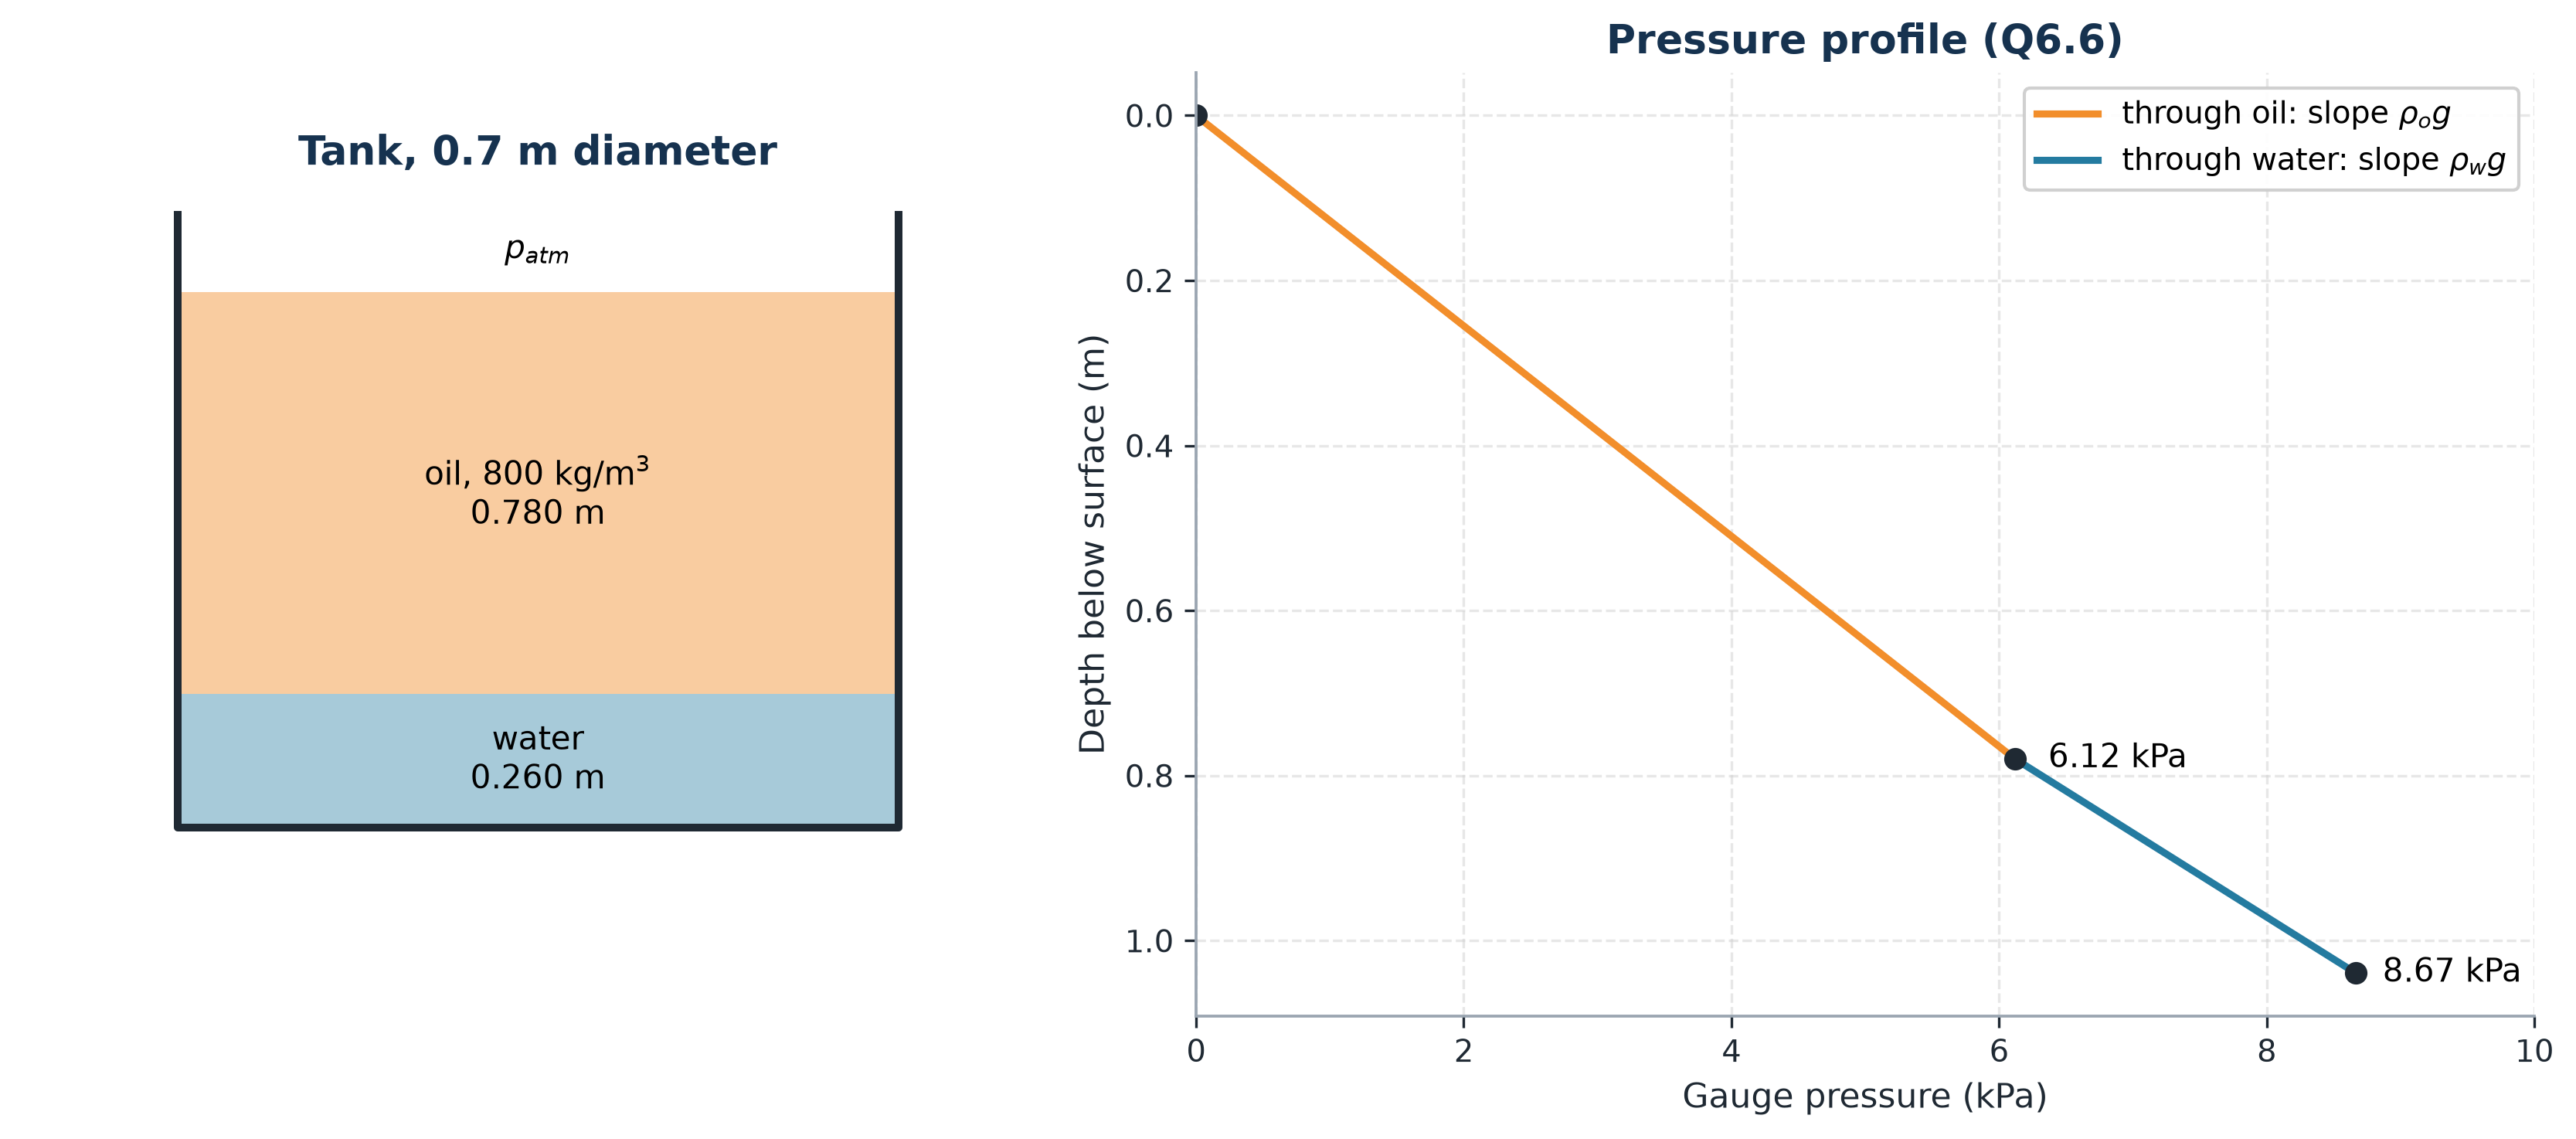 Tank, 0.7 m diameter
p_atm
oil, 800 kg/m³
0.780 m
water
0.260 m
Pressure profile (Q6.6)
through oil: slope ρ_o g
through water: slope ρ_w g
Depth below surface (m)
0.0
0.2
0.4
0.6
0.8
1.0
6.12 kPa
8.67 kPa
0 2 4 6 8 10
Gauge pressure (kPa)